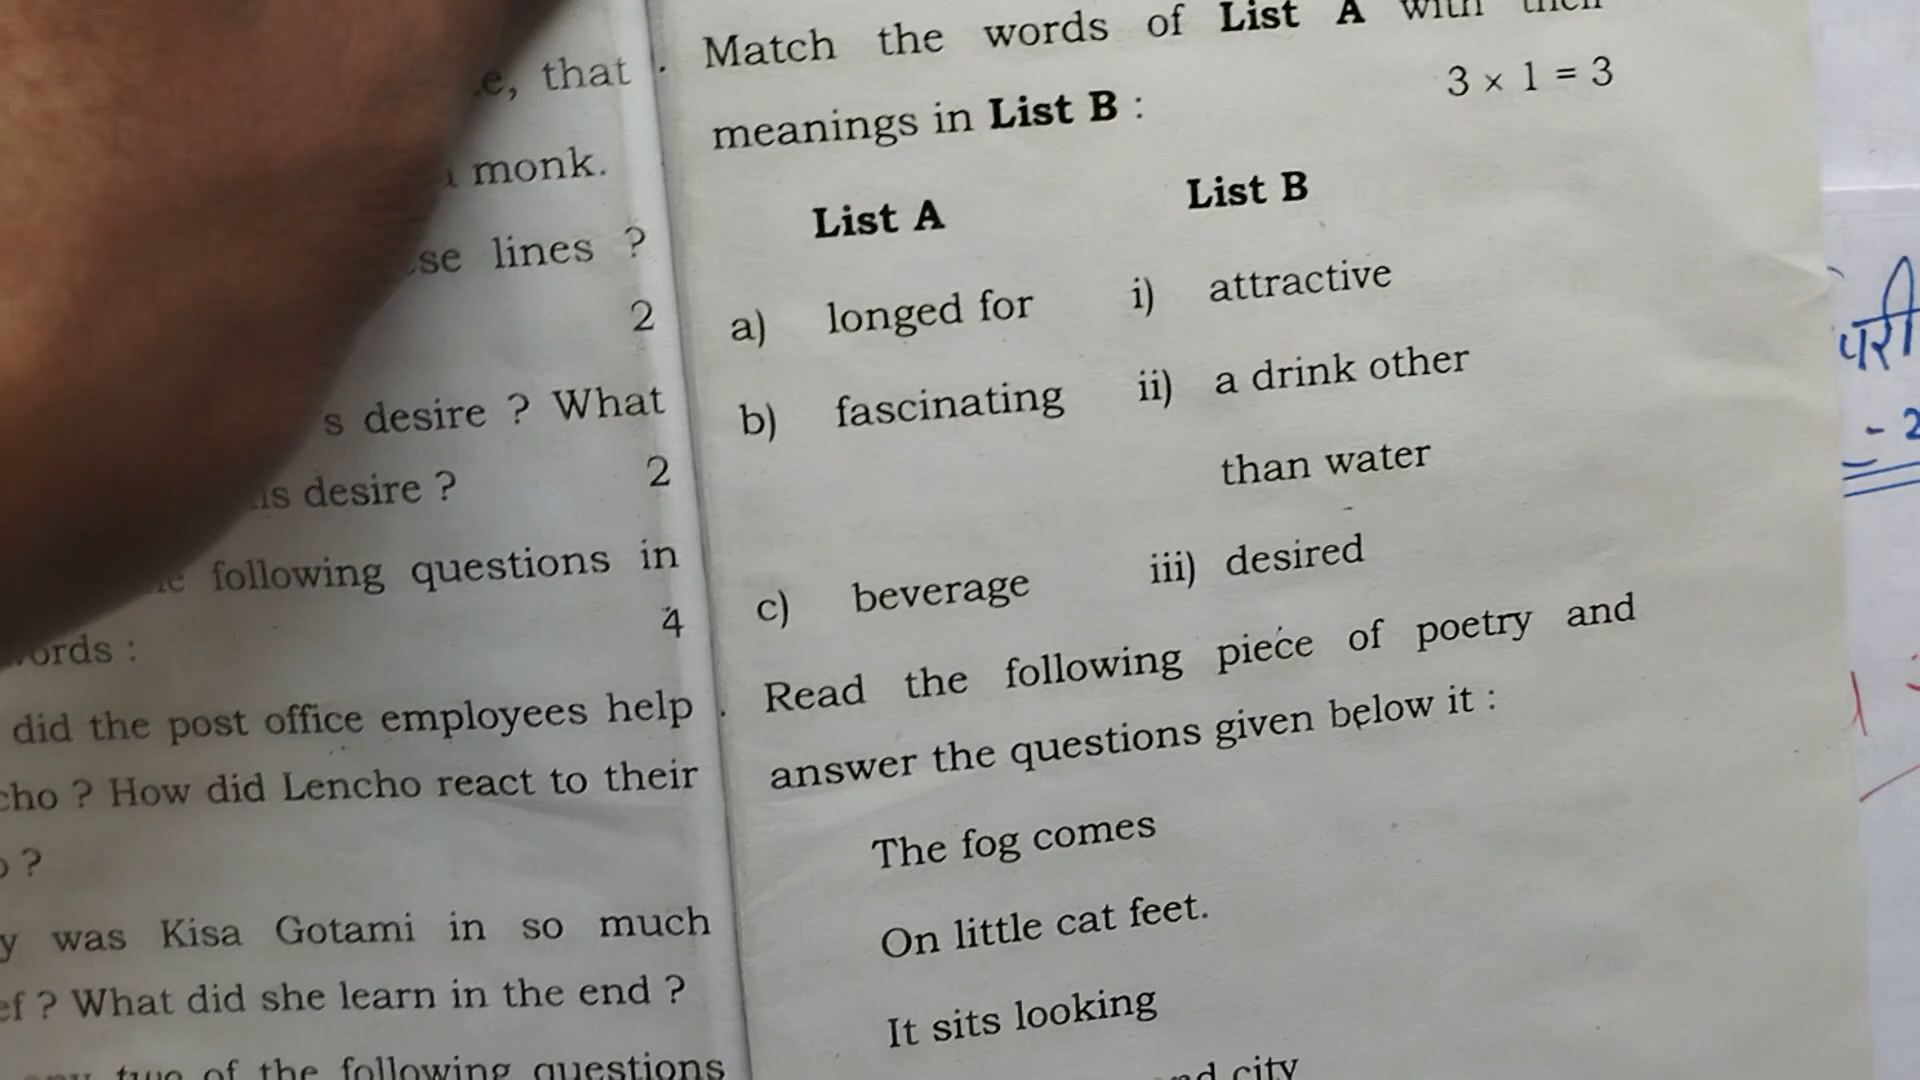 that
monk.
lines ?
2
s desire ? What
desire ? 2
following questions in
4
ords :
did the post office employees help
cho ? How did Lencho react to their
?
y was Kisa Gotami in so much
ef ? What did she learn in the end ?
two of the following questions
. Match the words of List A with their
meanings in List B : 3 × 1 = 3
List A List B
a) longed for i) attractive
b) fascinating ii) a drink other
than water
c) beverage iii) desired
. Read the following piece of poetry and
answer the questions given below it :
The fog comes
On little cat feet.
It sits looking
city
परी
- 2